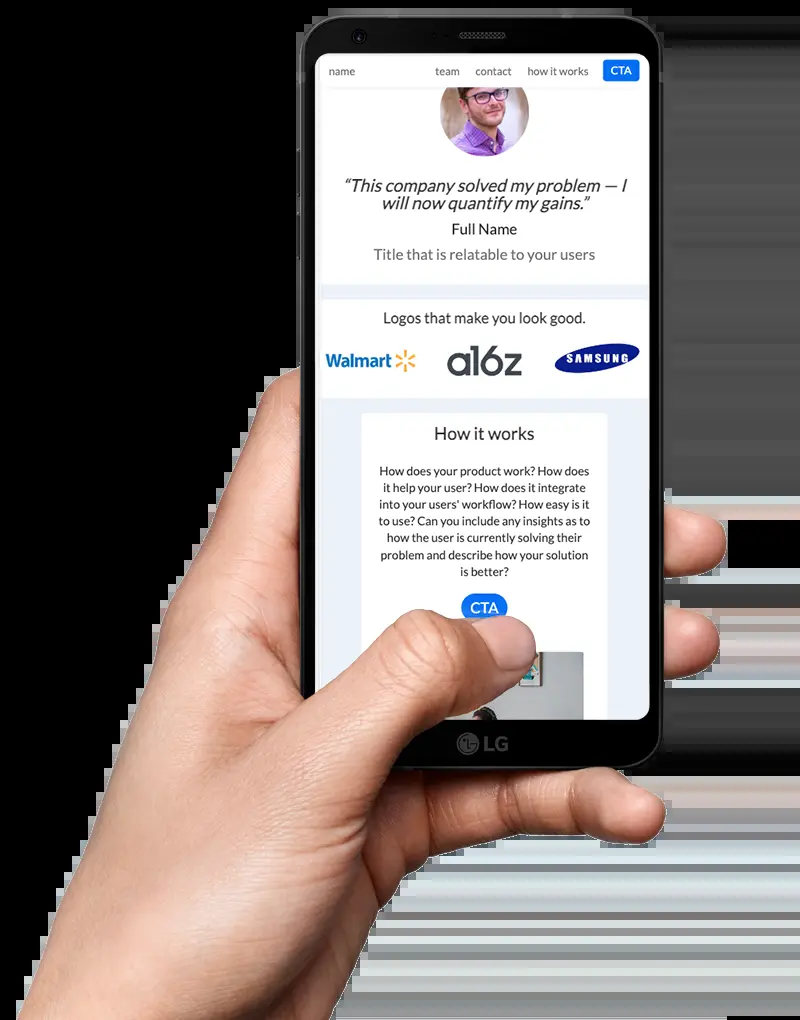 name team contact how it works CTA
“This company solved my problem — I
will now quantify my gains.”
Full Name
Title that is relatable to your users
Logos that make you look good.
Walmart a16z SAMSUNG
How it works
How does your product work? How does
it help your user? How does it integrate
into your users' workflow? How easy is it
to use? Can you include any insights as to
how the user is currently solving their
problem and describe how your solution
is better?
CTA
LG